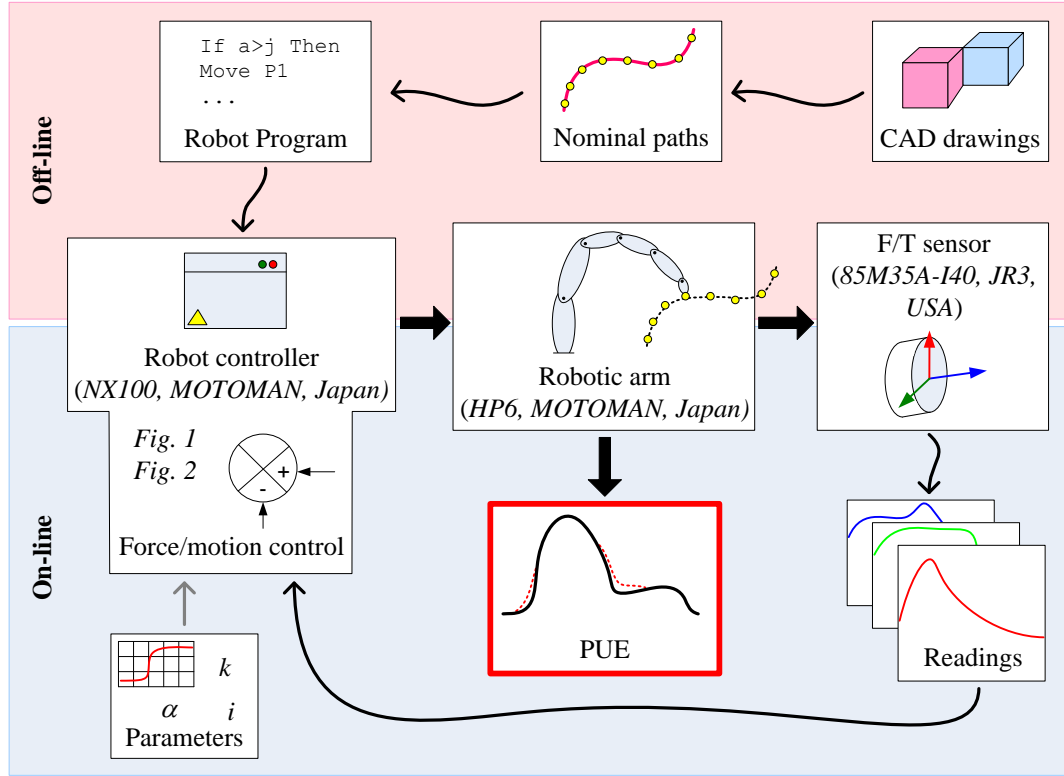 Off-line
If a>j Then
Move P1
...
Robot Program
Nominal paths
CAD drawings
Robot controller
(NX100, MOTOMAN, Japan)
Robotic arm
(HP6, MOTOMAN, Japan)
F/T sensor
(85M35A-I40, JR3,
USA)
On-line
Fig. 1
Fig. 2
+
-
Force/motion control
PUE
Readings
k
α i
Parameters